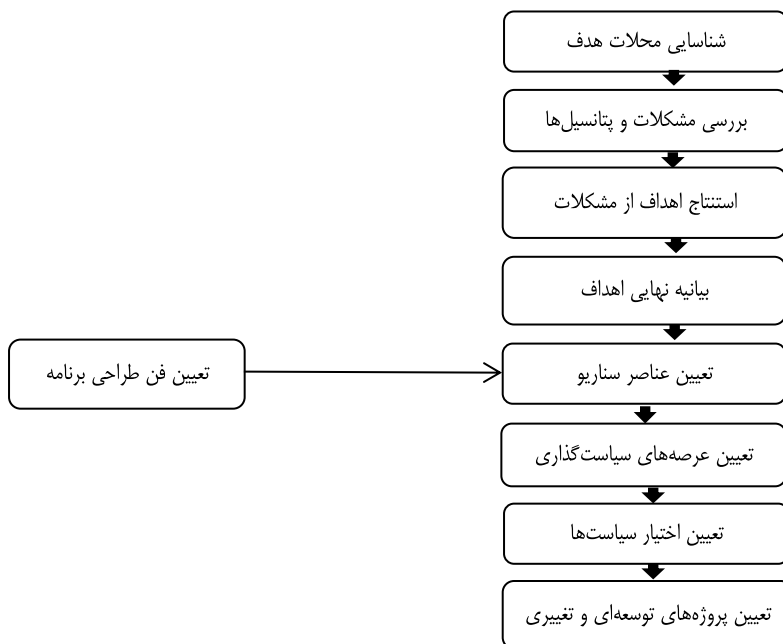 شناسایی محلات هدف
بررسی مشکلات و پتانسیل‌ها
استنتاج اهداف از مشکلات
بیانیه نهایی اهداف
تعیین عناصر سناریو
تعیین فن طراحی برنامه
تعیین عرصه‌های سیاست‌گذاری
تعیین اختیار سیاست‌ها
تعیین پروژه‌های توسعه‌ای و تغییری